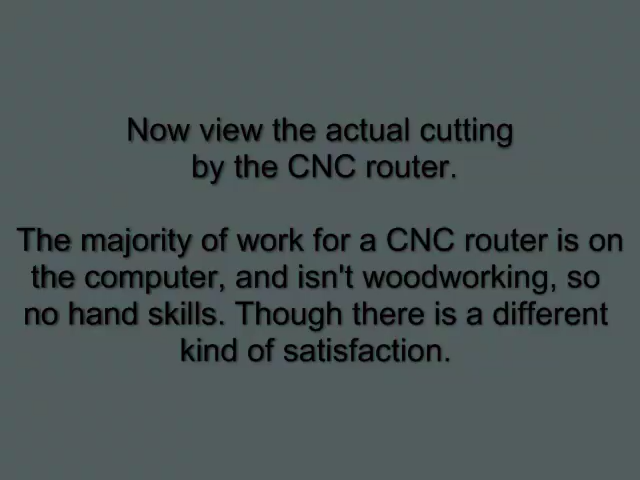 Now view the actual cutting
by the CNC router.
The majority of work for a CNC router is on
the computer, and isn't woodworking, so
no hand skills. Though there is a different
kind of satisfaction.